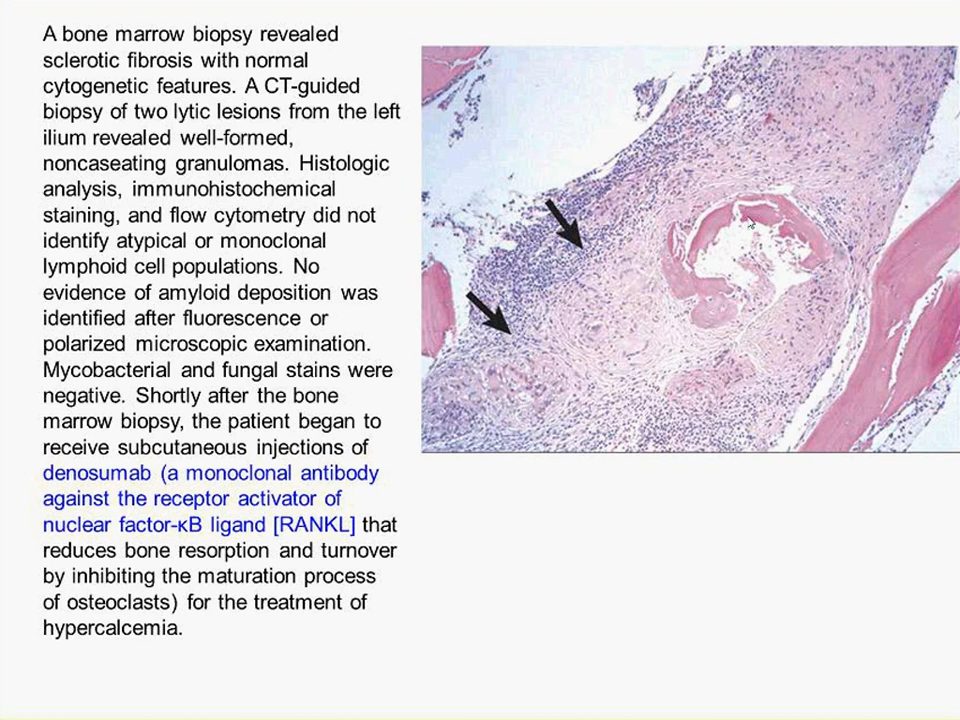 A bone marrow biopsy revealed
sclerotic fibrosis with normal
cytogenetic features. A CT-guided
biopsy of two lytic lesions from the left
ilium revealed well-formed,
noncaseating granulomas. Histologic
analysis, immunohistochemical
staining, and flow cytometry did not
identify atypical or monoclonal
lymphoid cell populations. No
evidence of amyloid deposition was
identified after fluorescence or
polarized microscopic examination.
Mycobacterial and fungal stains were
negative. Shortly after the bone
marrow biopsy, the patient began to
receive subcutaneous injections of
denosumab (a monoclonal antibody
against the receptor activator of
nuclear factor-κB ligand [RANKL] that
reduces bone resorption and turnover
by inhibiting the maturation process
of osteoclasts) for the treatment of
hypercalcemia.